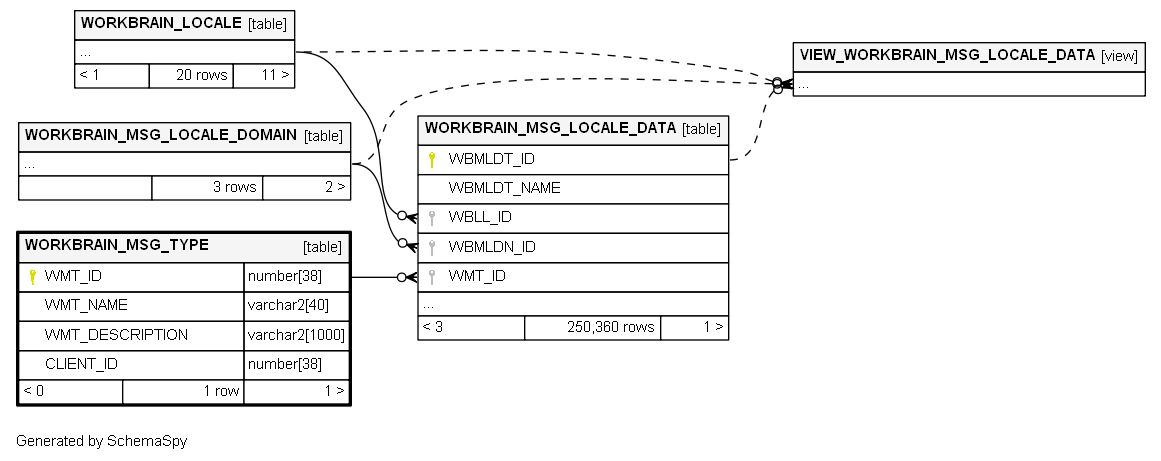 WORKBRAIN_LOCALE [table]
...
< 1 20 rows 11 >
VIEW_WORKBRAIN_MSG_LOCALE_DATA [view]
...
WORKBRAIN_MSG_LOCALE_DOMAIN [table]
...
3 rows 2 >
WORKBRAIN_MSG_LOCALE_DATA [table]
WBMLDT_ID
WBMLDT_NAME
WBLL_ID
WBMLDN_ID
WMT_ID
...
< 3 250,360 rows 1 >
WORKBRAIN_MSG_TYPE [table]
WMT_ID number[38]
WMT_NAME varchar2[40]
WMT_DESCRIPTION varchar2[1000]
CLIENT_ID number[38]
< 0 1 row 1 >
Generated by SchemaSpy